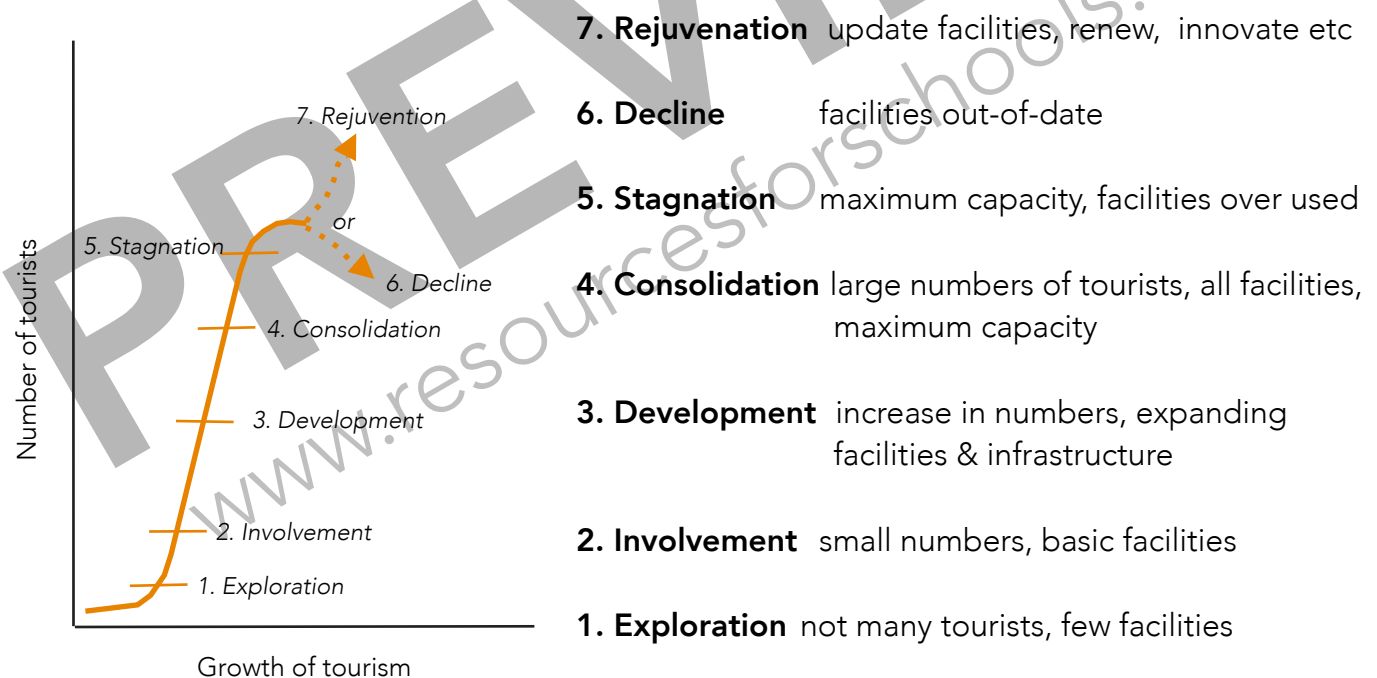 7. Rejuvenation update facilities, renew, innovate etc
6. Decline facilities out-of-date
5. Stagnation maximum capacity, facilities over used
4. Consolidation large numbers of tourists, all facilities,
maximum capacity
3. Development increase in numbers, expanding
facilities & infrastructure
2. Involvement small numbers, basic facilities
1. Exploration not many tourists, few facilities
7. Rejuvention
or
5. Stagnation
6. Decline
4. Consolidation
3. Development
2. Involvement
1. Exploration
Number of tourists
Growth of tourism
www.resourcesforschools.